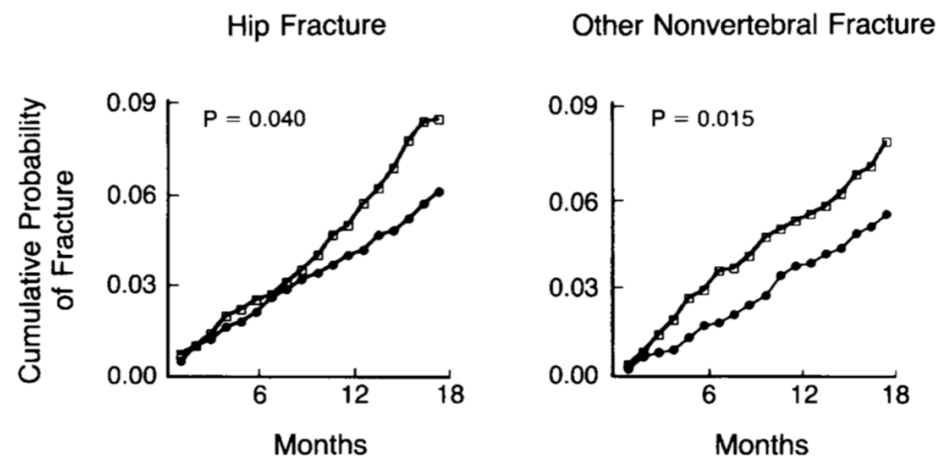 Hip Fracture
Cumulative Probability
of Fracture
0.09
0.06
0.03
0.00
P = 0.040
6 12 18
Months
Other Nonvertebral Fracture
0.09
0.06
0.03
0.00
P = 0.015
6 12 18
Months